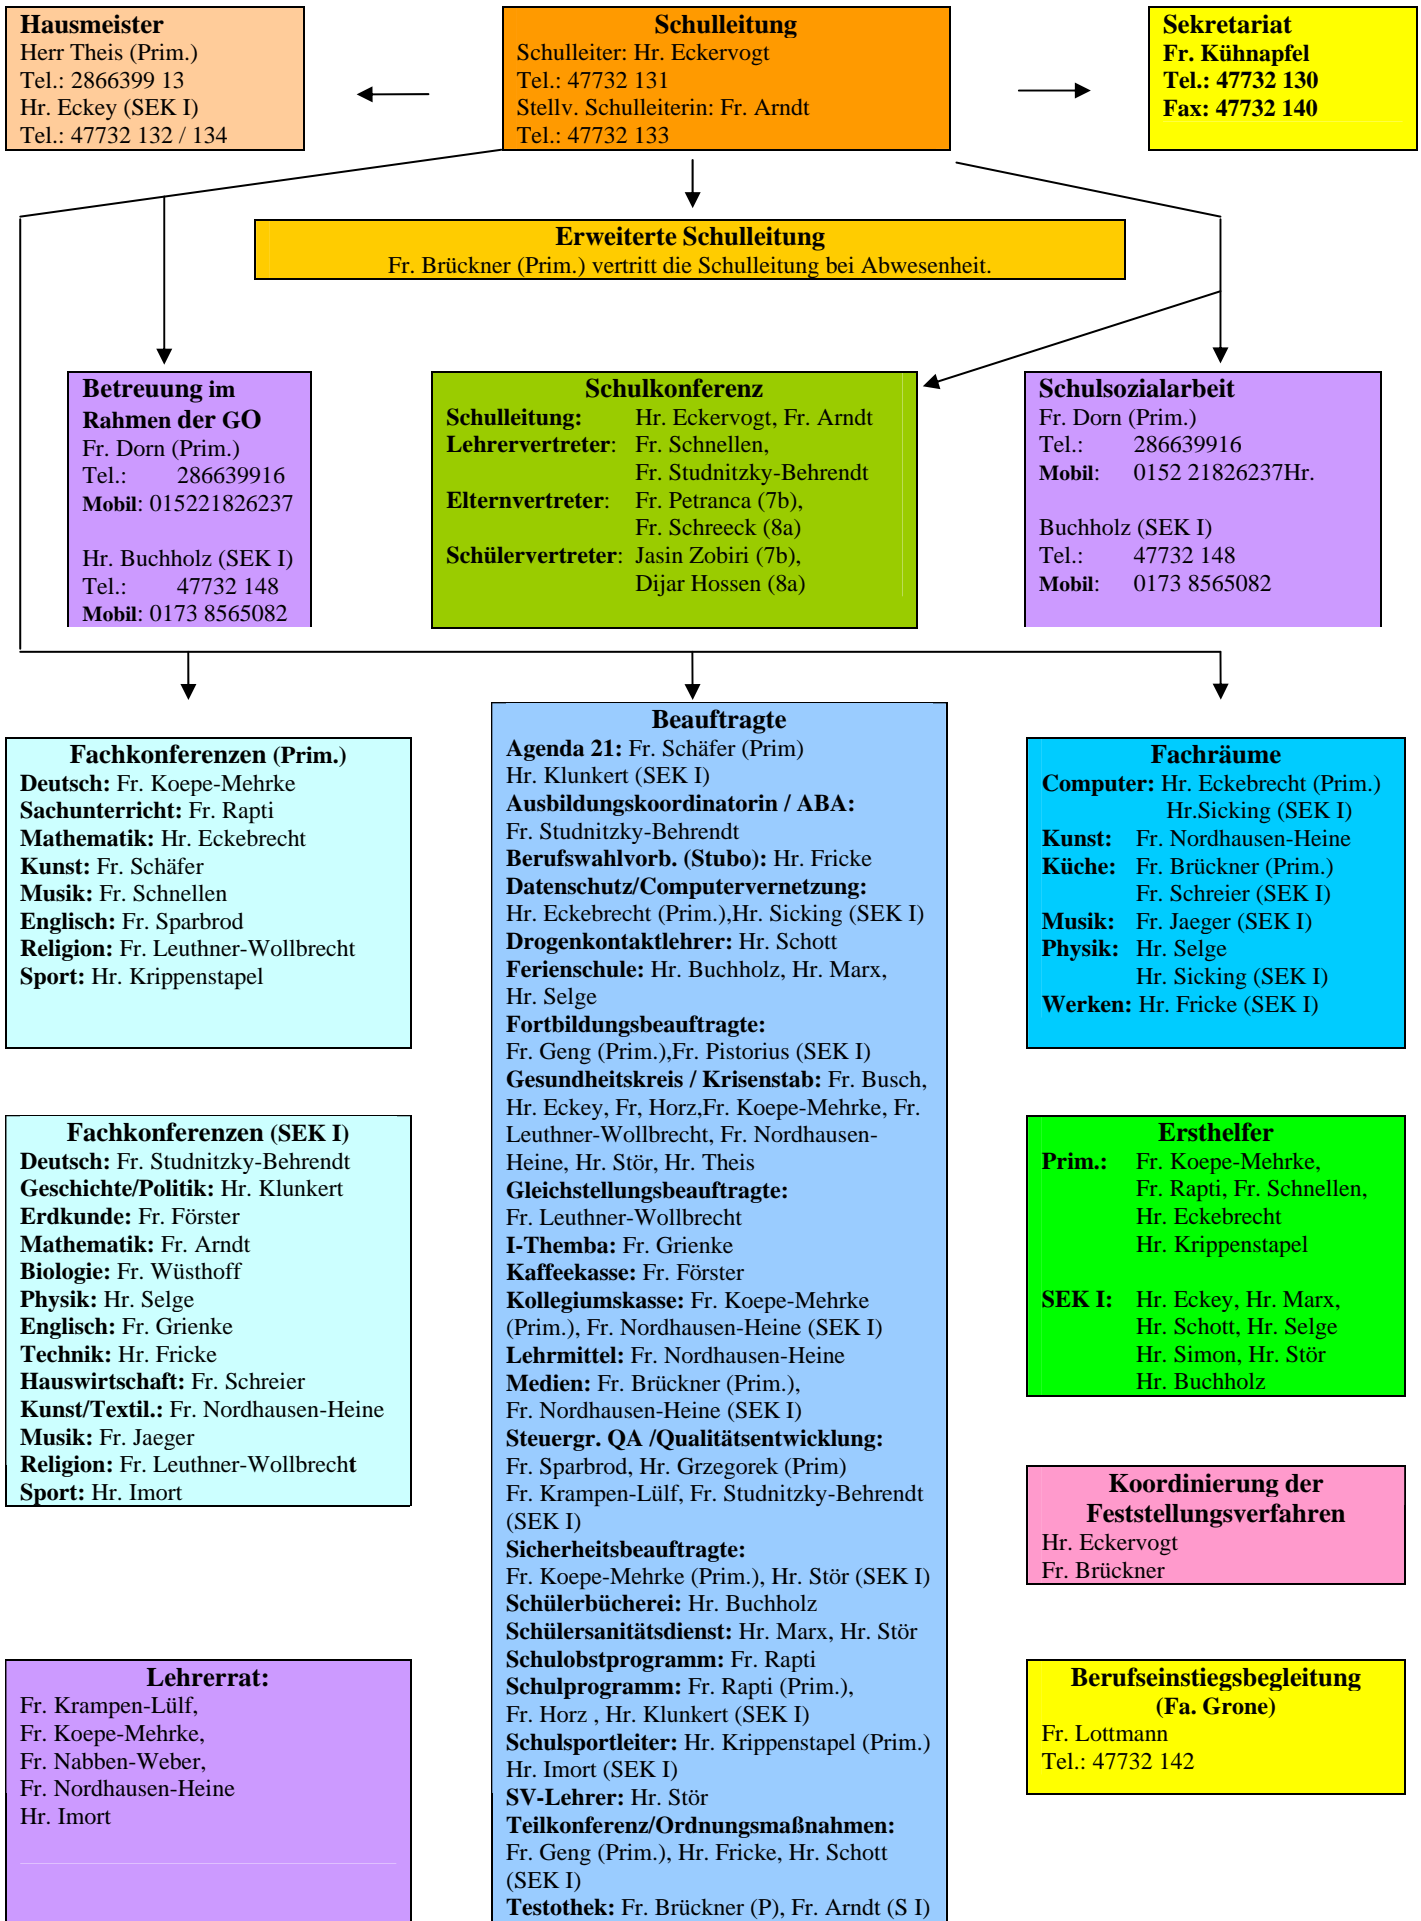 Hausmeister
Herr Theis (Prim.)
Tel.: 2866399 13
Hr. Eckey (SEK I)
Tel.: 47732 132 / 134
Schulleitung
Schulleiter: Hr. Eckervogt
Tel.: 47732 131
Stellv. Schulleiterin: Fr. Arndt
Tel.: 47732 133
Sekretariat
Fr. Kühnapfel
Tel.: 47732 130
Fax: 47732 140
Erweiterte Schulleitung
Fr. Brückner (Prim.) vertritt die Schulleitung bei Abwesenheit.
Betreuung im
Rahmen der GO
Fr. Dorn (Prim.)
Tel.: 286639916
Mobil: 015221826237
Hr. Buchholz (SEK I)
Tel.: 47732 148
Mobil: 0173 8565082
Schulkonferenz
Schulleitung: Hr. Eckervogt, Fr. Arndt
Lehrervertreter: Fr. Schnellen,
Fr. Studnitzky-Behrendt
Elternvertreter: Fr. Petranca (7b),
Fr. Schreeck (8a)
Schülervertreter: Jasin Zobiri (7b),
Dijar Hossen (8a)
Schulsozialarbeit
Fr. Dorn (Prim.)
Tel.: 286639916
Mobil: 0152 21826237Hr.
Buchholz (SEK I)
Tel.: 47732 148
Mobil: 0173 8565082
Fachkonferenzen (Prim.)
Deutsch: Fr. Koepe-Mehrke
Sachunterricht: Fr. Rapti
Mathematik: Hr. Eckebrecht
Kunst: Fr. Schäfer
Musik: Fr. Schnellen
Englisch: Fr. Sparbrod
Religion: Fr. Leuthner-Wollbrecht
Sport: Hr. Krippenstapel
Fachkonferenzen (SEK I)
Deutsch: Fr. Studnitzky-Behrendt
Geschichte/Politik: Hr. Klunkert
Erdkunde: Fr. Förster
Mathematik: Fr. Arndt
Biologie: Fr. Wüsthoff
Physik: Hr. Selge
Englisch: Fr. Grienke
Technik: Hr. Fricke
Hauswirtschaft: Fr. Schreier
Kunst/Textil.: Fr. Nordhausen-Heine
Musik: Fr. Jaeger
Religion: Fr. Leuthner-Wollbrecht
Sport: Hr. Imort
Lehrerrat:
Fr. Krampen-Lülf,
Fr. Koepe-Mehrke,
Fr. Nabben-Weber,
Fr. Nordhausen-Heine
Hr. Imort
Beauftragte
Agenda 21: Fr. Schäfer (Prim)
Hr. Klunkert (SEK I)
Ausbildungskoordinatorin / ABA:
Fr. Studnitzky-Behrendt
Berufswahlvorb. (Stubo): Hr. Fricke
Datenschutz/Computervernetzung:
Hr. Eckebrecht (Prim.),Hr. Sicking (SEK I)
Drogenkontaktlehrer: Hr. Schott
Ferienschule: Hr. Buchholz, Hr. Marx,
Hr. Selge
Fortbildungsbeauftragte:
Fr. Geng (Prim.),Fr. Pistorius (SEK I)
Gesundheitskreis / Krisenstab: Fr. Busch,
Hr. Eckey, Fr, Horz,Fr. Koepe-Mehrke, Fr.
Leuthner-Wollbrecht, Fr. Nordhausen-
Heine, Hr. Stör, Hr. Theis
Gleichstellungsbeauftragte:
Fr. Leuthner-Wollbrecht
I-Themba: Fr. Grienke
Kaffeekasse: Fr. Förster
Kollegiumskasse: Fr. Koepe-Mehrke
(Prim.), Fr. Nordhausen-Heine (SEK I)
Lehrmittel: Fr. Nordhausen-Heine
Medien: Fr. Brückner (Prim.),
Fr. Nordhausen-Heine (SEK I)
Steuergr. QA /Qualitätsentwicklung:
Fr. Sparbrod, Hr. Grzegorek (Prim)
Fr. Krampen-Lülf, Fr. Studnitzky-Behrendt
(SEK I)
Sicherheitsbeauftragte:
Fr. Koepe-Mehrke (Prim.), Hr. Stör (SEK I)
Schülerbücherei: Hr. Buchholz
Schülersanitätsdienst: Hr. Marx, Hr. Stör
Schulobstprogramm: Fr. Rapti
Schulprogramm: Fr. Rapti (Prim.),
Fr. Horz , Hr. Klunkert (SEK I)
Schulsportleiter: Hr. Krippenstapel (Prim.)
Hr. Imort (SEK I)
SV-Lehrer: Hr. Stör
Teilkonferenz/Ordnungsmaßnahmen:
Fr. Geng (Prim.), Hr. Fricke, Hr. Schott
(SEK I)
Testothek: Fr. Brückner (P), Fr. Arndt (S I)
Fachräume
Computer: Hr. Eckebrecht (Prim.)
Hr.Sicking (SEK I)
Kunst: Fr. Nordhausen-Heine
Küche: Fr. Brückner (Prim.)
Fr. Schreier (SEK I)
Musik: Fr. Jaeger (SEK I)
Physik: Hr. Selge
Hr. Sicking (SEK I)
Werken: Hr. Fricke (SEK I)
Ersthelfer
Prim.: Fr. Koepe-Mehrke,
Fr. Rapti, Fr. Schnellen,
Hr. Eckebrecht
Hr. Krippenstapel
SEK I: Hr. Eckey, Hr. Marx,
Hr. Schott, Hr. Selge
Hr. Simon, Hr. Stör
Hr. Buchholz
Koordinierung der
Feststellungsverfahren
Hr. Eckervogt
Fr. Brückner
Berufseinstiegsbegleitung
(Fa. Grone)
Fr. Lottmann
Tel.: 47732 142